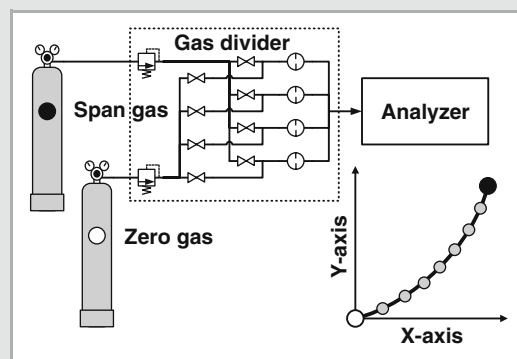 Gas divider
Span gas
Analyzer
Zero gas
Y-axis
X-axis